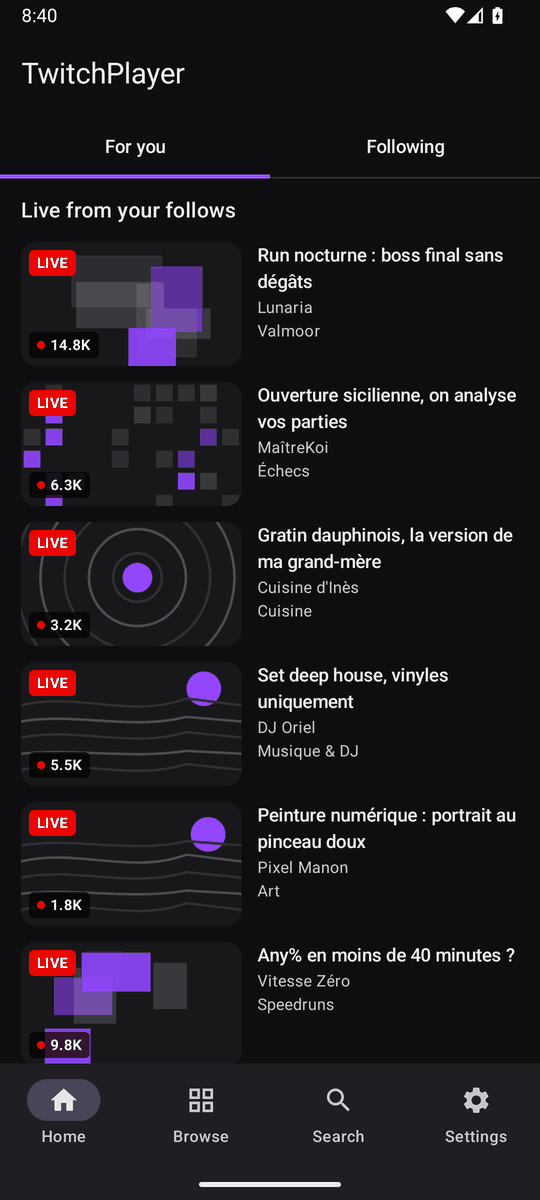 8:40
TwitchPlayer
For you
Following
Live from your follows
LIVE
14.8K
Run nocturne : boss final sans
dégâts
Lunaria
Valmoor
LIVE
6.3K
Ouverture sicilienne, on analyse
vos parties
MaîtreKoi
Échecs
LIVE
3.2K
Gratin dauphinois, la version de
ma grand-mère
Cuisine d'Inès
Cuisine
LIVE
5.5K
Set deep house, vinyles
uniquement
DJ Oriel
Musique & DJ
LIVE
1.8K
Peinture numérique : portrait au
pinceau doux
Pixel Manon
Art
LIVE
9.8K
Any% en moins de 40 minutes ?
Vitesse Zéro
Speedruns
Home
Browse
Search
Settings